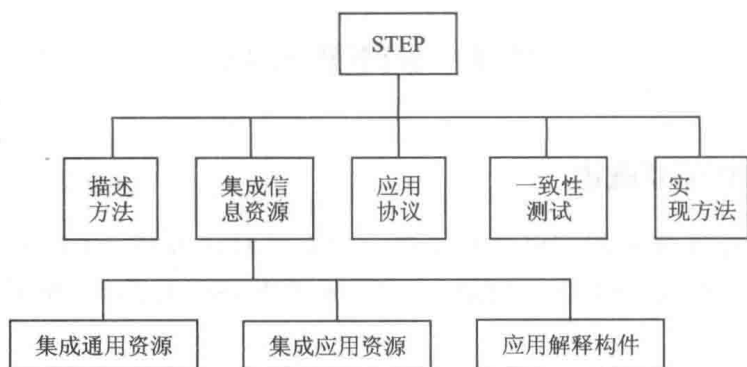 STEP
描述
方法
集成信
息资源
应用
协议
一致性
测试
实
现方法
集成通用资源
集成应用资源
应用解释构件